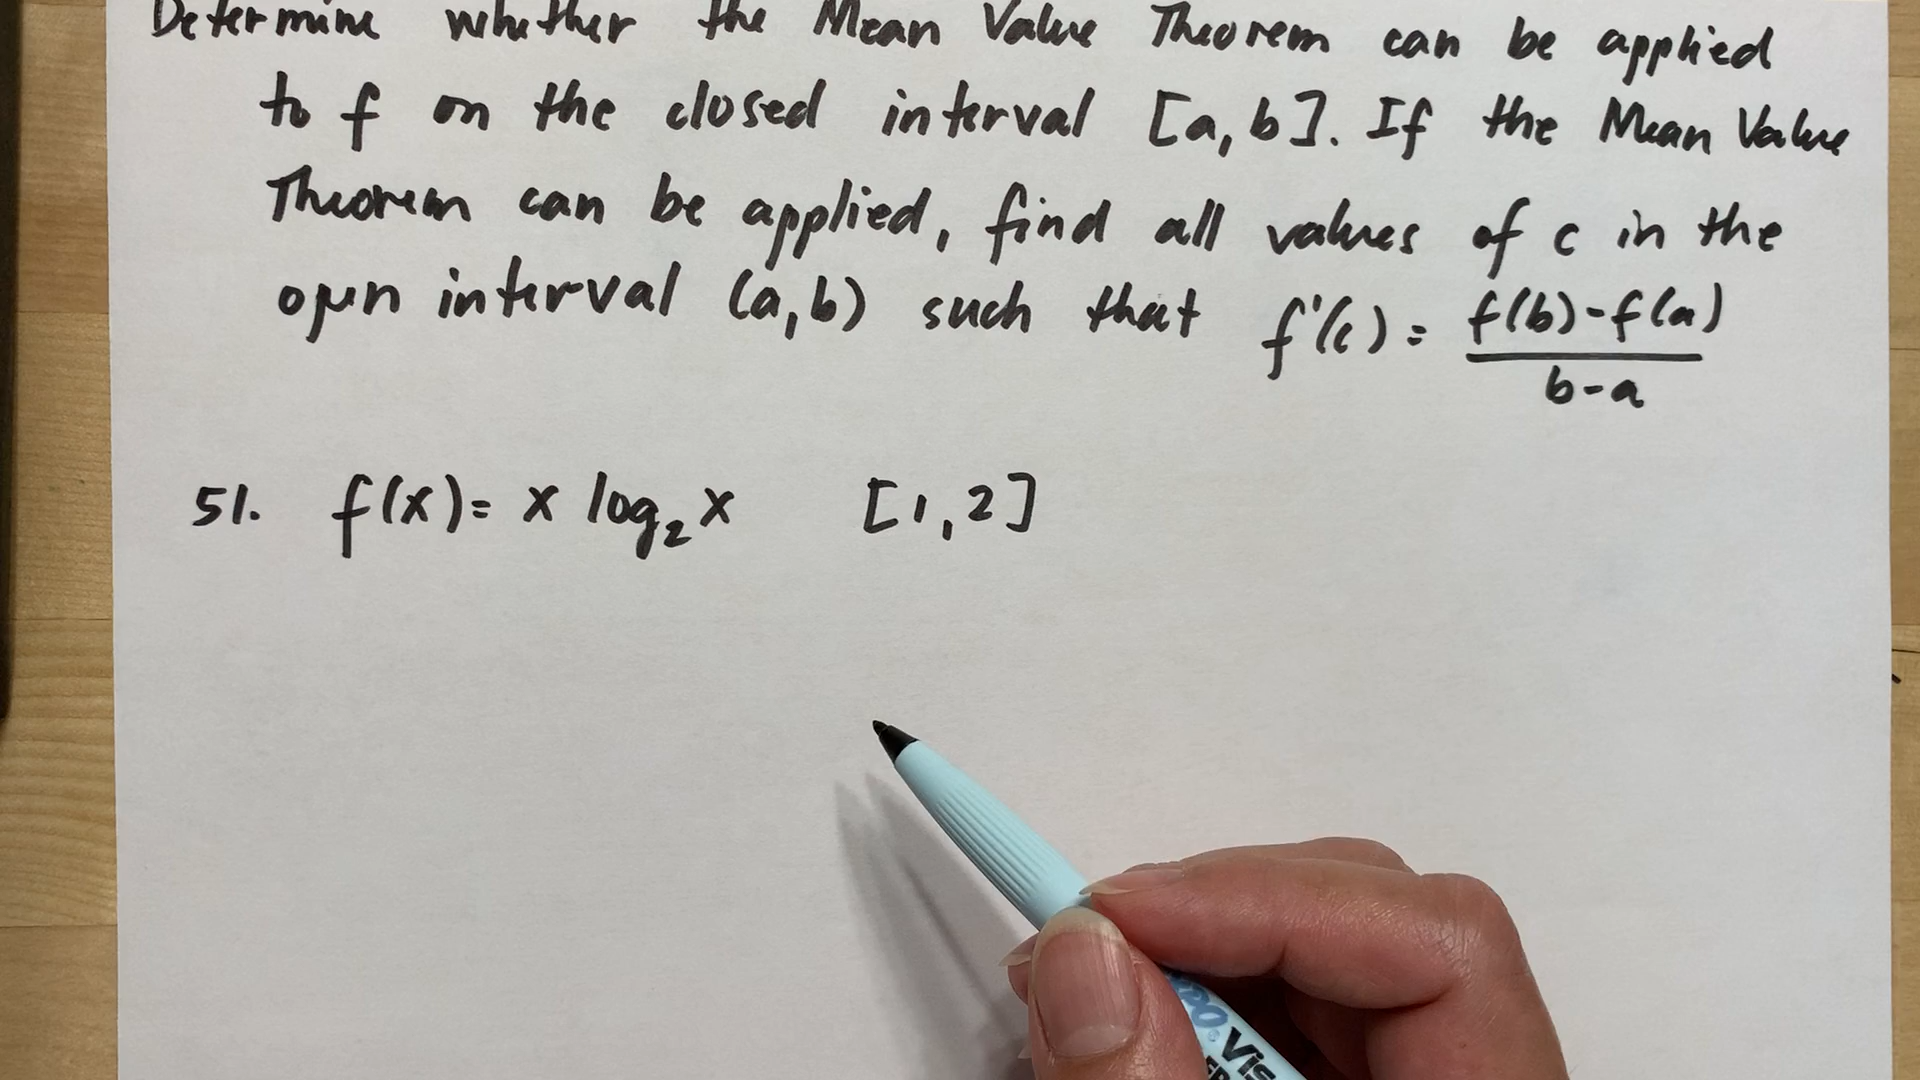 Determine whether the Mean Value Theorem can be applied
to f on the closed interval [a,b]. If the Mean Value
Theorem can be applied, find all values of c in the
open interval (a,b) such that f'(c) = f(b)-f(a)
b-a
51. f(x) = x log₂ x [1,2]